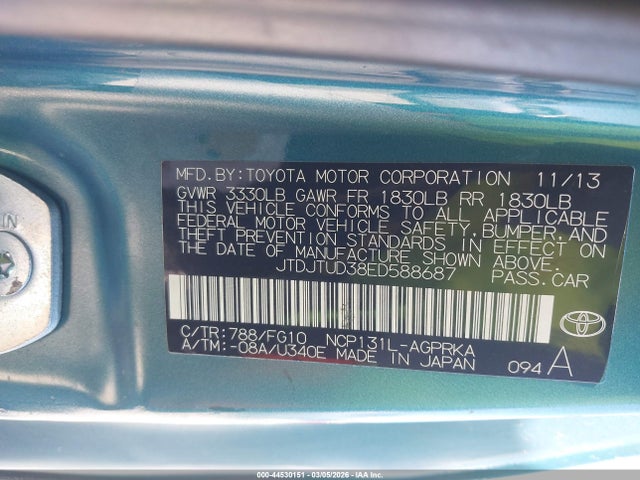 MFD.BY:TOYOTA MOTOR CORPORATION 11/13
GVWR 3330LB GAWR FR 1830LB RR 1830LB
THIS VEHICLE CONFORMS TO ALL APPLICABLE
FEDERAL MOTOR VEHICLE SAFETY,BUMPER,AND
THEFT PREVENTION STANDARDS IN EFFECT ON
THE DATE OF MANUFACTURE SHOWN ABOVE.
JTDJTUD38ED588687 PASS.CAR
C/TR:788/FG10 NCP131L-AGPRKA
A/TM:-08A/U340E MADE IN JAPAN
094 A
IN
000-44530151 | 03/05/2026 - Copyright IAA, LLC